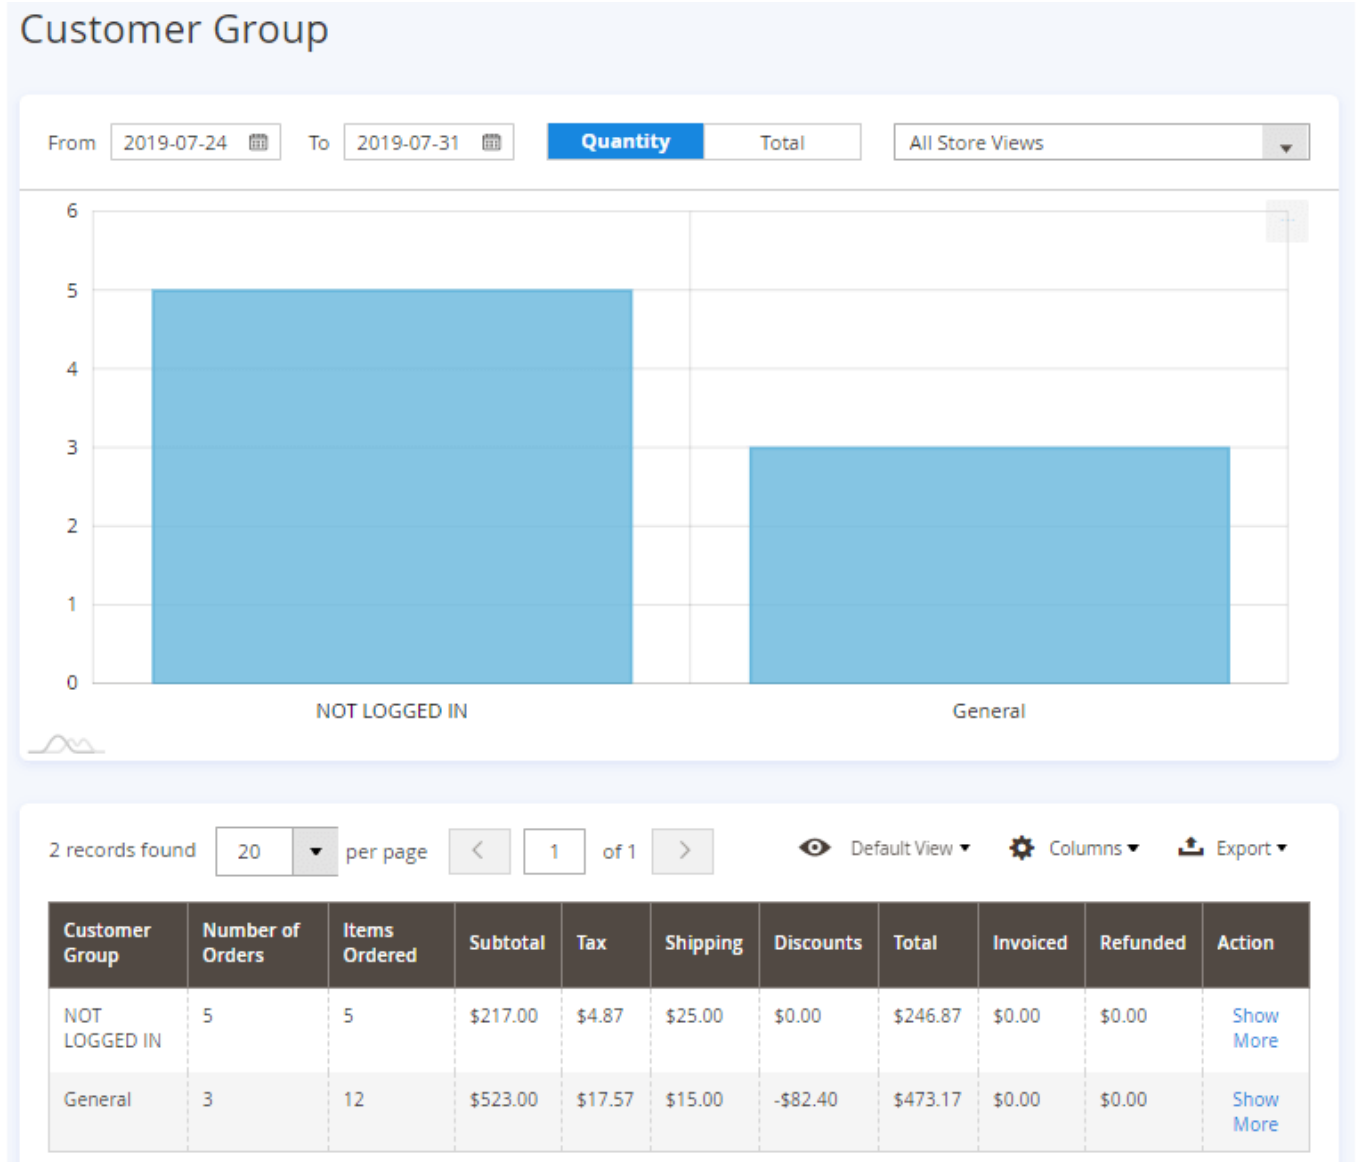 Customer Group
From 2019-07-24 To 2019-07-31 Quantity Total All Store Views
6
5
4
3
2
1
0
NOT LOGGED IN General
2 records found 20 per page 1 of 1 Default View Columns Export
Customer Group Number of Orders Items Ordered Subtotal Tax Shipping Discounts Total Invoiced Refunded Action
NOT LOGGED IN 5 5 $217.00 $4.87 $25.00 $0.00 $246.87 $0.00 $0.00 Show More
General 3 12 $523.00 $17.57 $15.00 -$82.40 $473.17 $0.00 $0.00 Show More